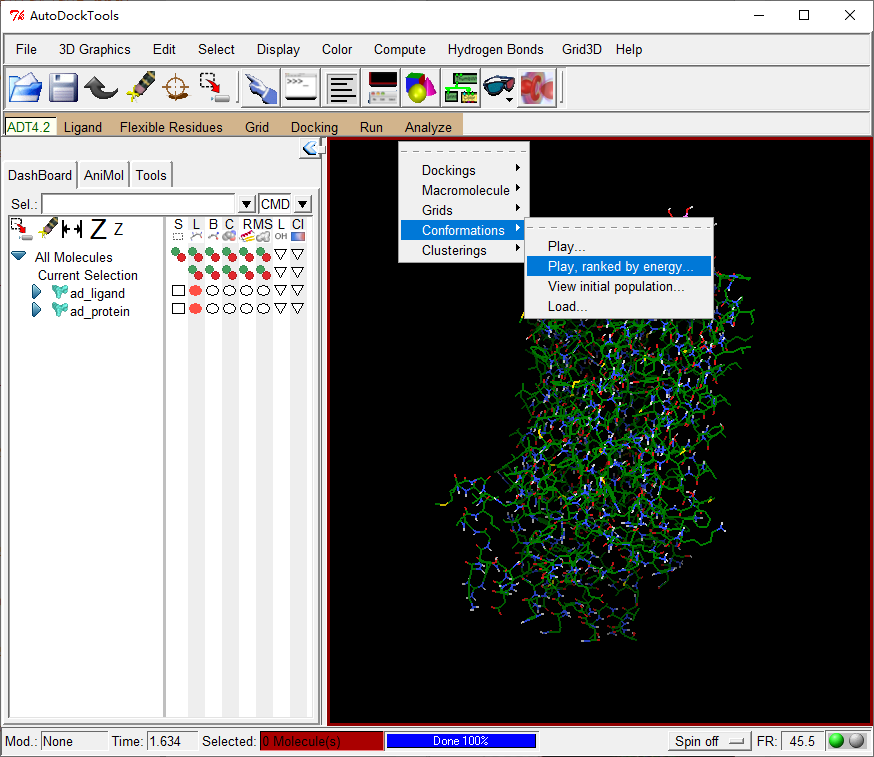 AutoDockTools
File 3D Graphics Edit Select Display Color Compute Hydrogen Bonds Grid3D Help
>>>
ADT4.2 Ligand Flexible Residues Grid Docking Run Analyze
DashBoard AniMol Tools
Sel.: CMD
S L B C R MS L Cl
Z Z OH
All Molecules
Current Selection
ad_ligand
ad_protein
Dockings
Macromolecule
Grids
Conformations
Clusterings
Play...
Play, ranked by energy...
View initial population...
Load...
Mod.: None Time: 1.634 Selected: 0 Molecule(s) Done 100% Spin off FR: 45.5